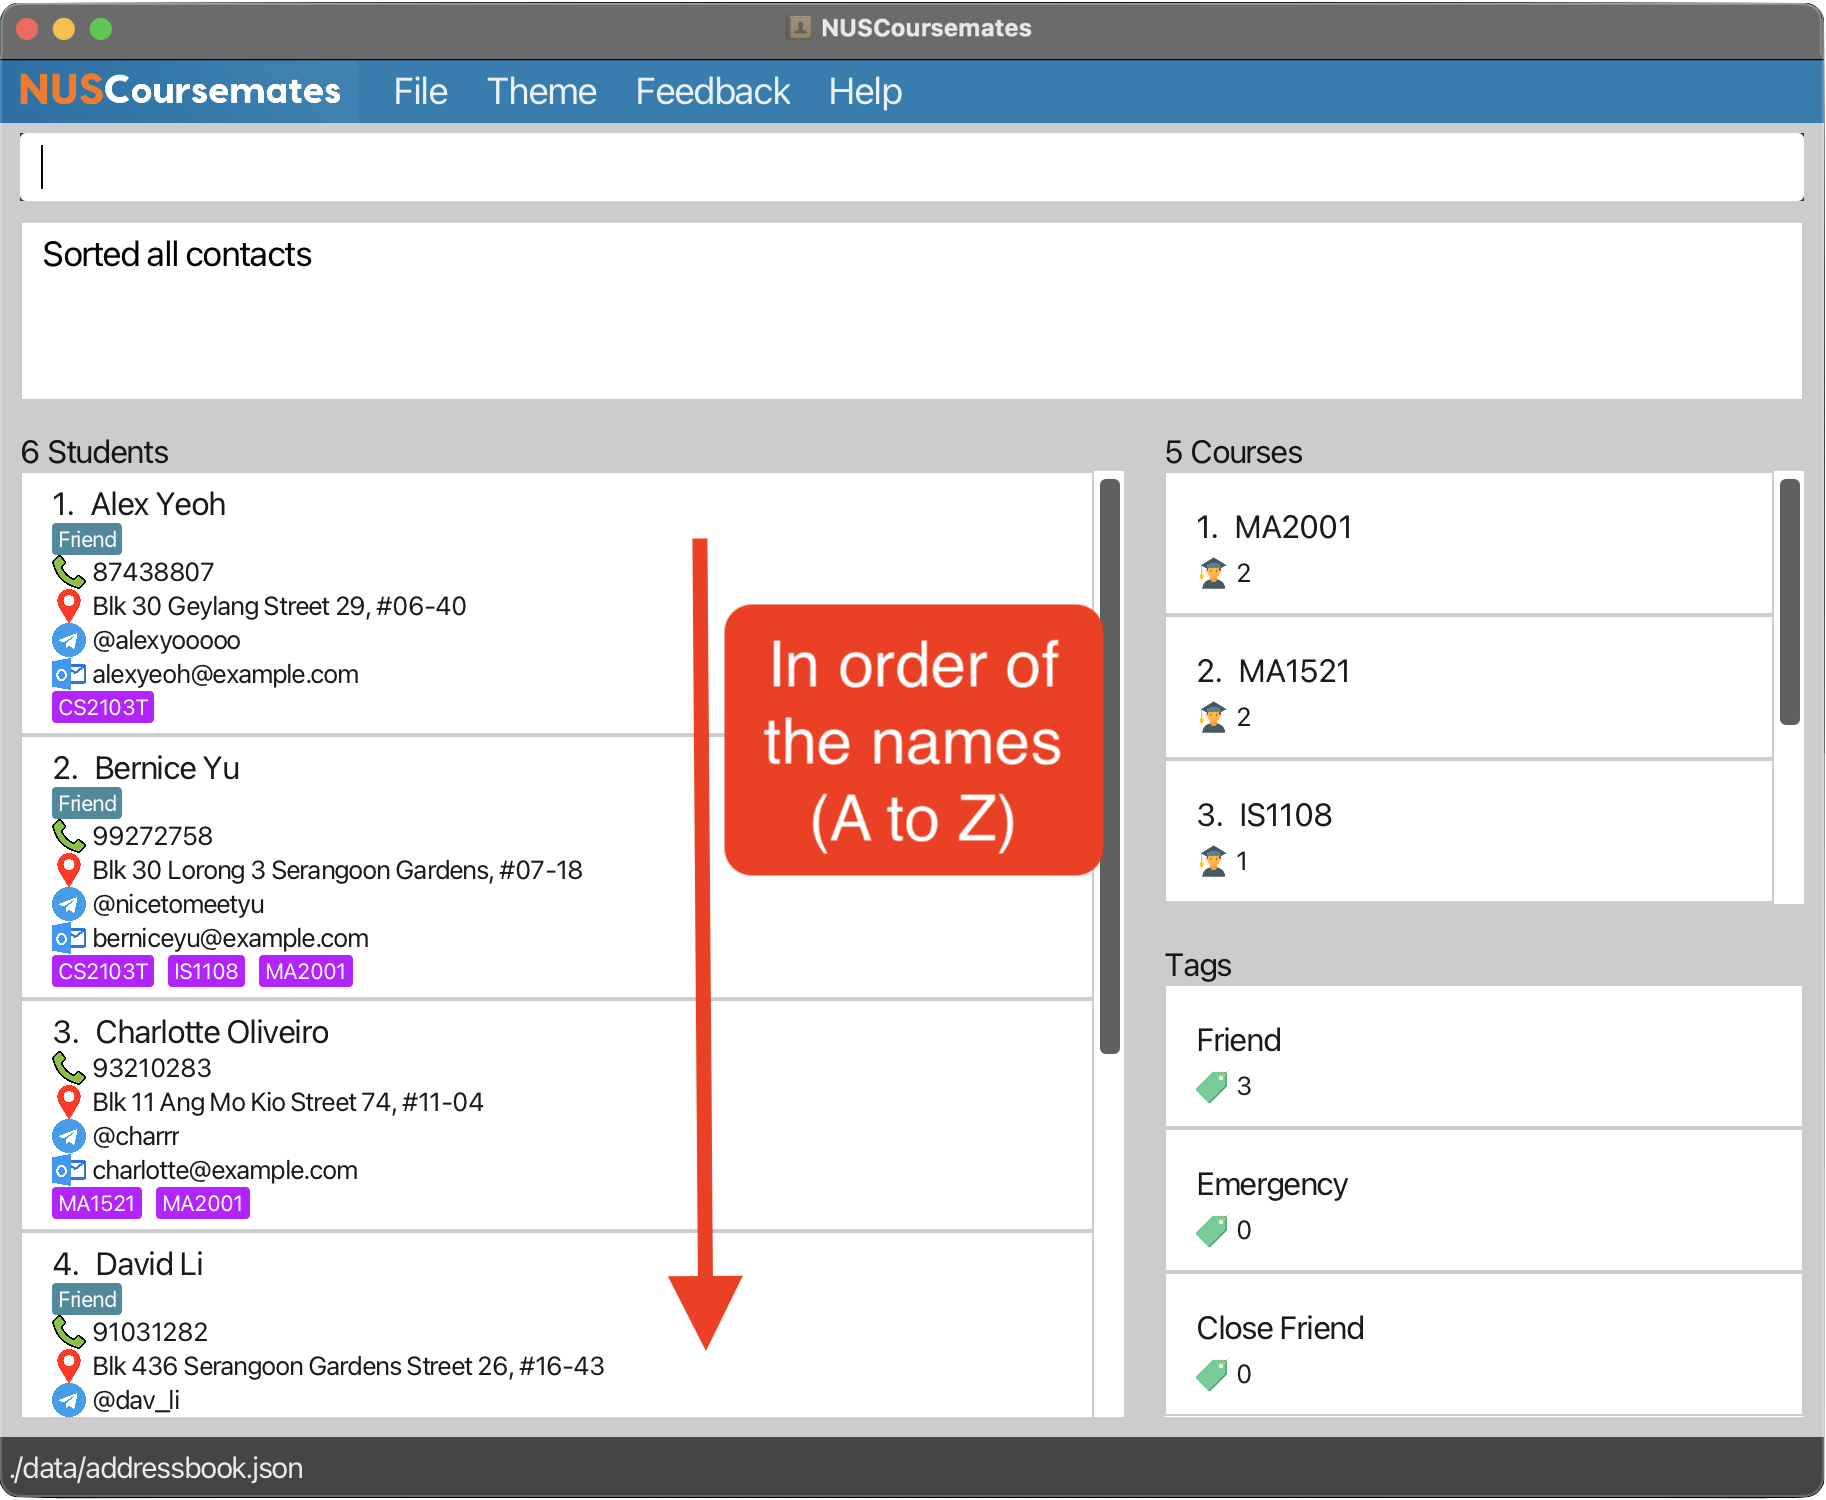 NUSCoursemates
NUSCoursemates File Theme Feedback Help
Sorted all contacts
6 Students
1. Alex Yeoh
Friend
87438807
Blk 30 Geylang Street 29, #06-40
@alexyooooo
alexyeoh@example.com
CS2103T
2. Bernice Yu
Friend
99272758
Blk 30 Lorong 3 Serangoon Gardens, #07-18
@nicetomeetyu
berniceyu@example.com
CS2103T IS1108 MA2001
3. Charlotte Oliveiro
93210283
Blk 11 Ang Mo Kio Street 74, #11-04
@charrr
charlotte@example.com
MA1521 MA2001
4. David Li
Friend
91031282
Blk 436 Serangoon Gardens Street 26, #16-43
@dav_li
In order of
the names
(A to Z)
5 Courses
1. MA2001
2
2. MA1521
2
3. IS1108
1
Tags
Friend
3
Emergency
0
Close Friend
0
./data/addressbook.json